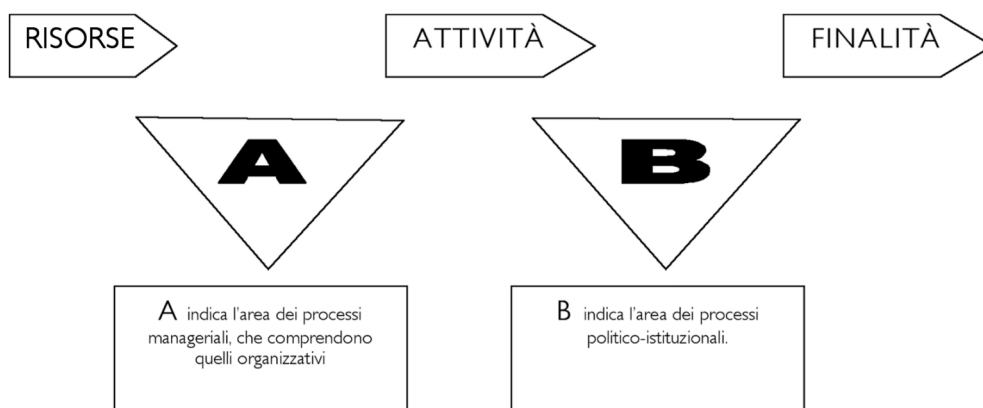 RISORSE
ATTIVITÀ
FINALITÀ
A
B
A indica l'area dei processi
manageriali, che comprendono
quelli organizzativi
B indica l'area dei processi
politico-istituzionali.